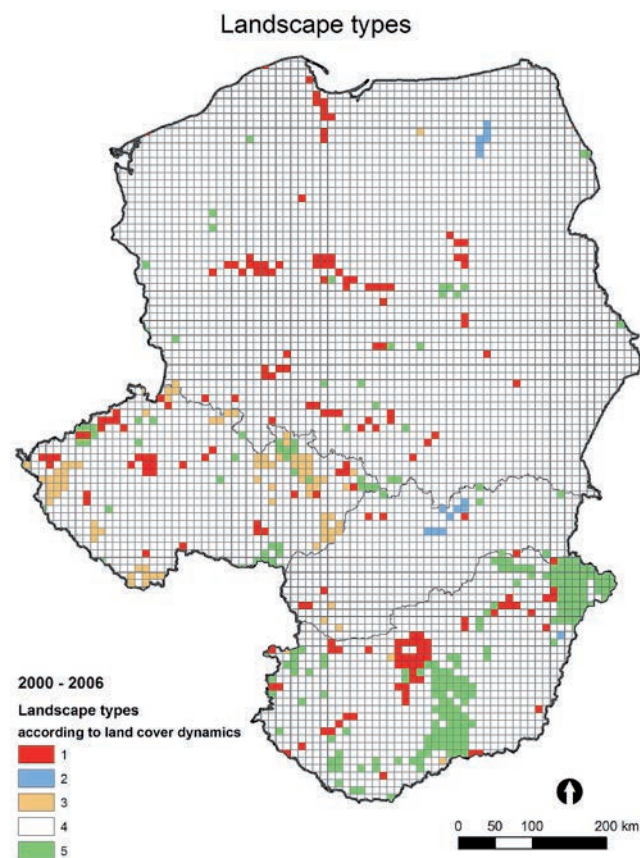 Landscape types
2000 - 2006
Landscape types
according to land cover dynamics
1
2
3
4
5
0 50 100 200 km